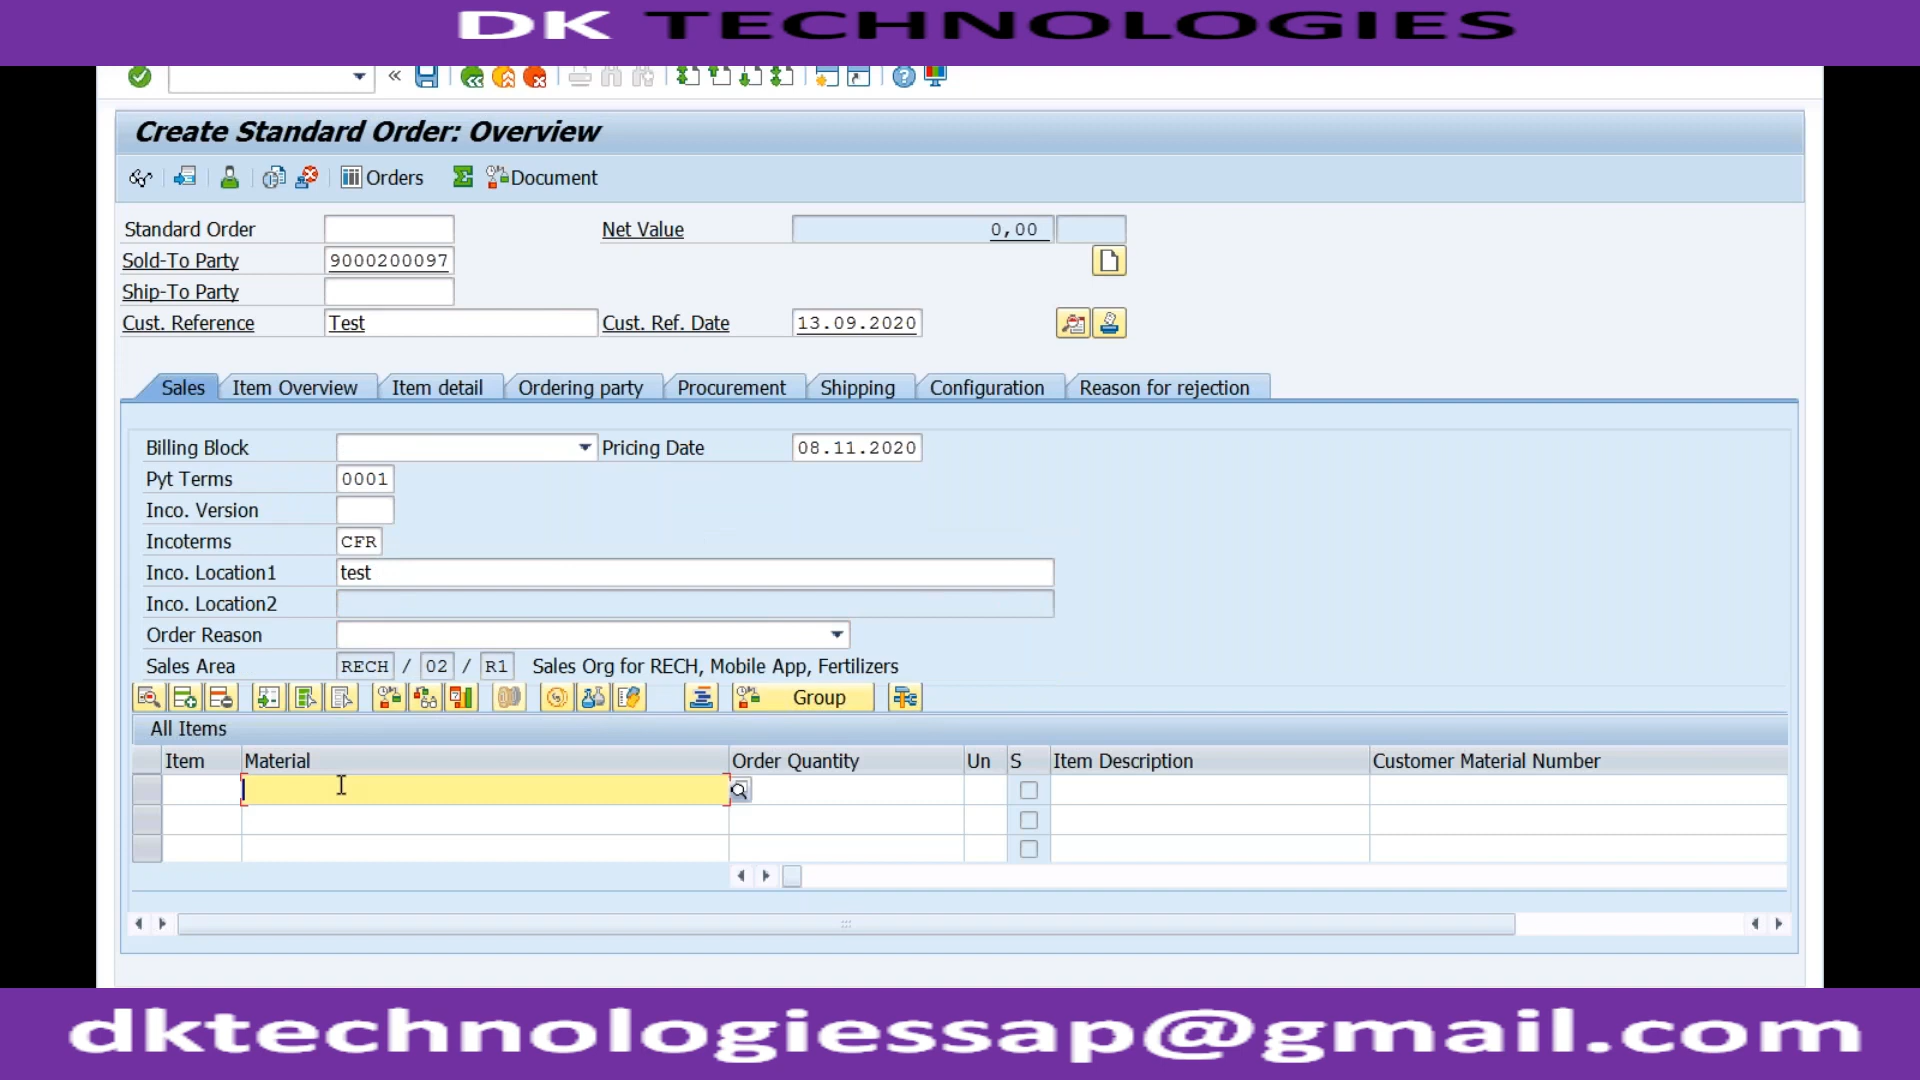 DK TECHNOLOGIES
Create Standard Order: Overview
Orders Document
Standard Order Net Value 0,00
Sold-To Party 9000200097
Ship-To Party
Cust. Reference Test Cust. Ref. Date 13.09.2020
Sales Item Overview Item detail Ordering party Procurement Shipping Configuration Reason for rejection
Billing Block Pricing Date 08.11.2020
Pyt Terms 0001
Inco. Version
Incoterms CFR
Inco. Location1 test
Inco. Location2
Order Reason
Sales Area RECH / 02 / R1 Sales Org for RECH, Mobile App, Fertilizers
Group
All Items
Item Material Order Quantity Un S Item Description Customer Material Number
dktechnologiessap@gmail.com